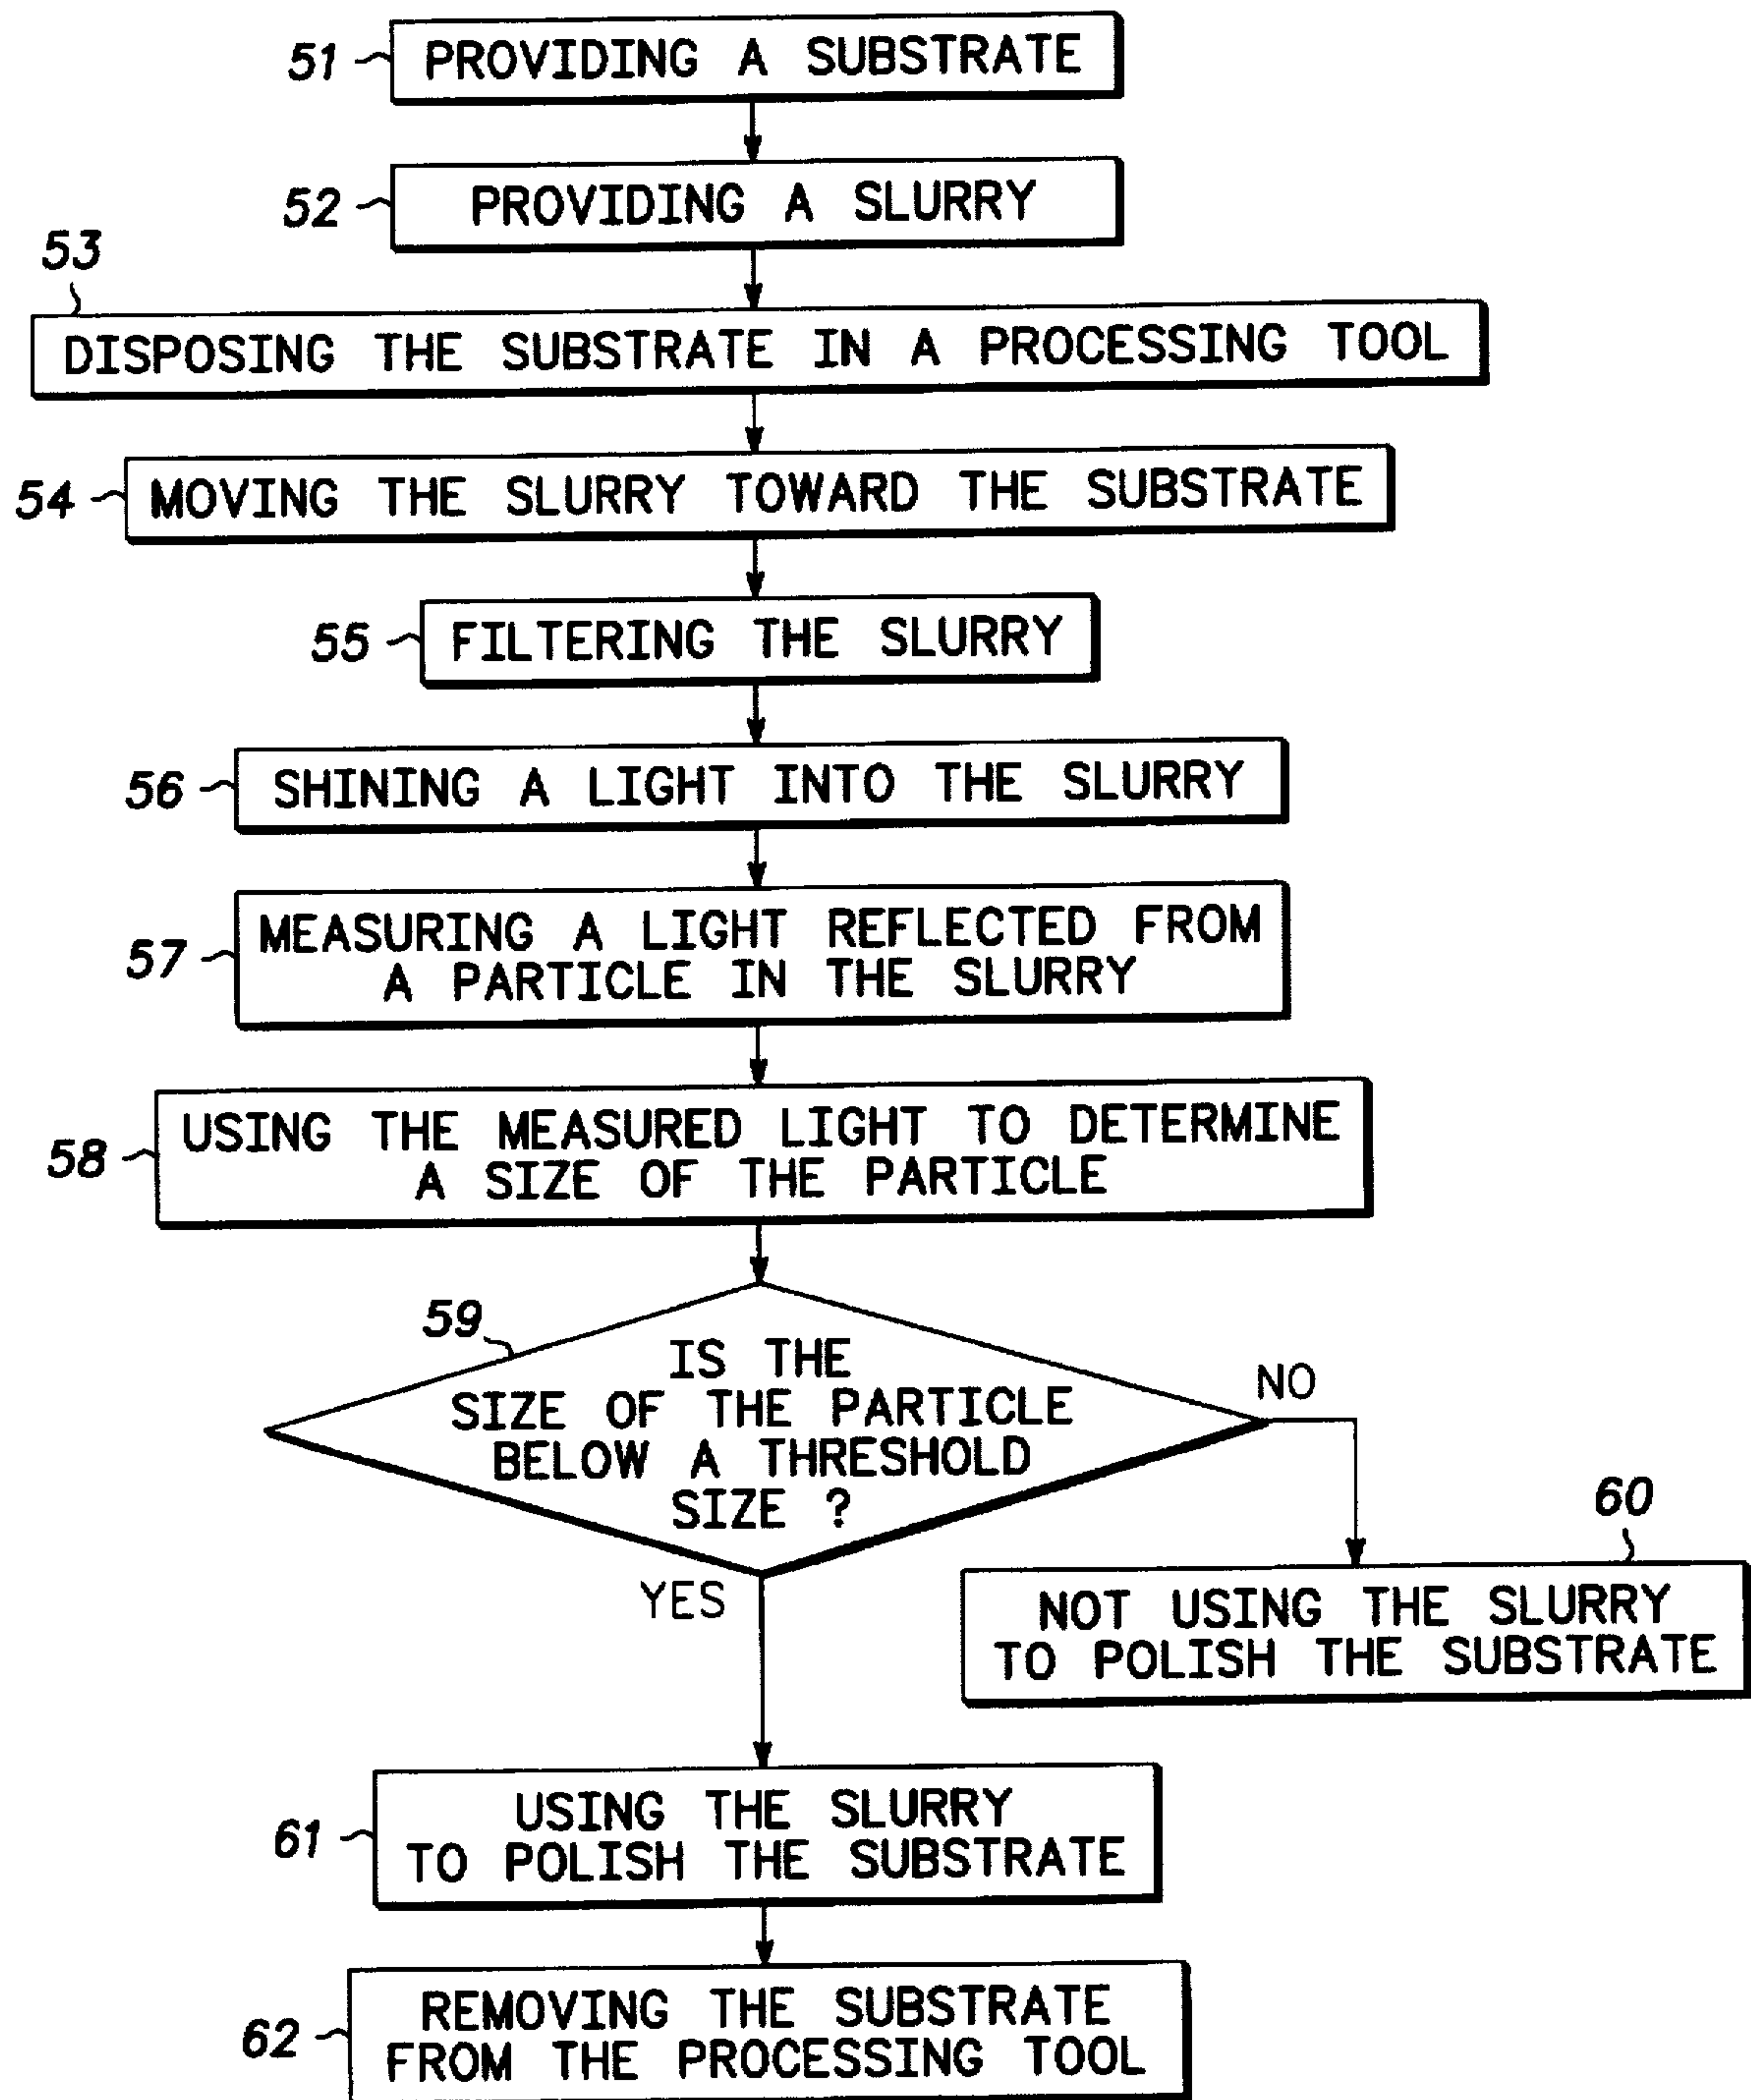 51 PROVIDING A SUBSTRATE
52 PROVIDING A SLURRY
53
DISPOSING THE SUBSTRATE IN A PROCESSING TOOL
54 MOVING THE SLURRY TOWARD THE SUBSTRATE
55 FILTERING THE SLURRY
56 SHINING A LIGHT INTO THE SLURRY
57 MEASURING A LIGHT REFLECTED FROM
A PARTICLE IN THE SLURRY
58 USING THE MEASURED LIGHT TO DETERMINE
A SIZE OF THE PARTICLE
59
IS THE
SIZE OF THE PARTICLE
BELOW A THRESHOLD
SIZE ?
NO
YES
60
NOT USING THE SLURRY
TO POLISH THE SUBSTRATE
61 USING THE SLURRY
TO POLISH THE SUBSTRATE
62 REMOVING THE SUBSTRATE
FROM THE PROCESSING TOOL